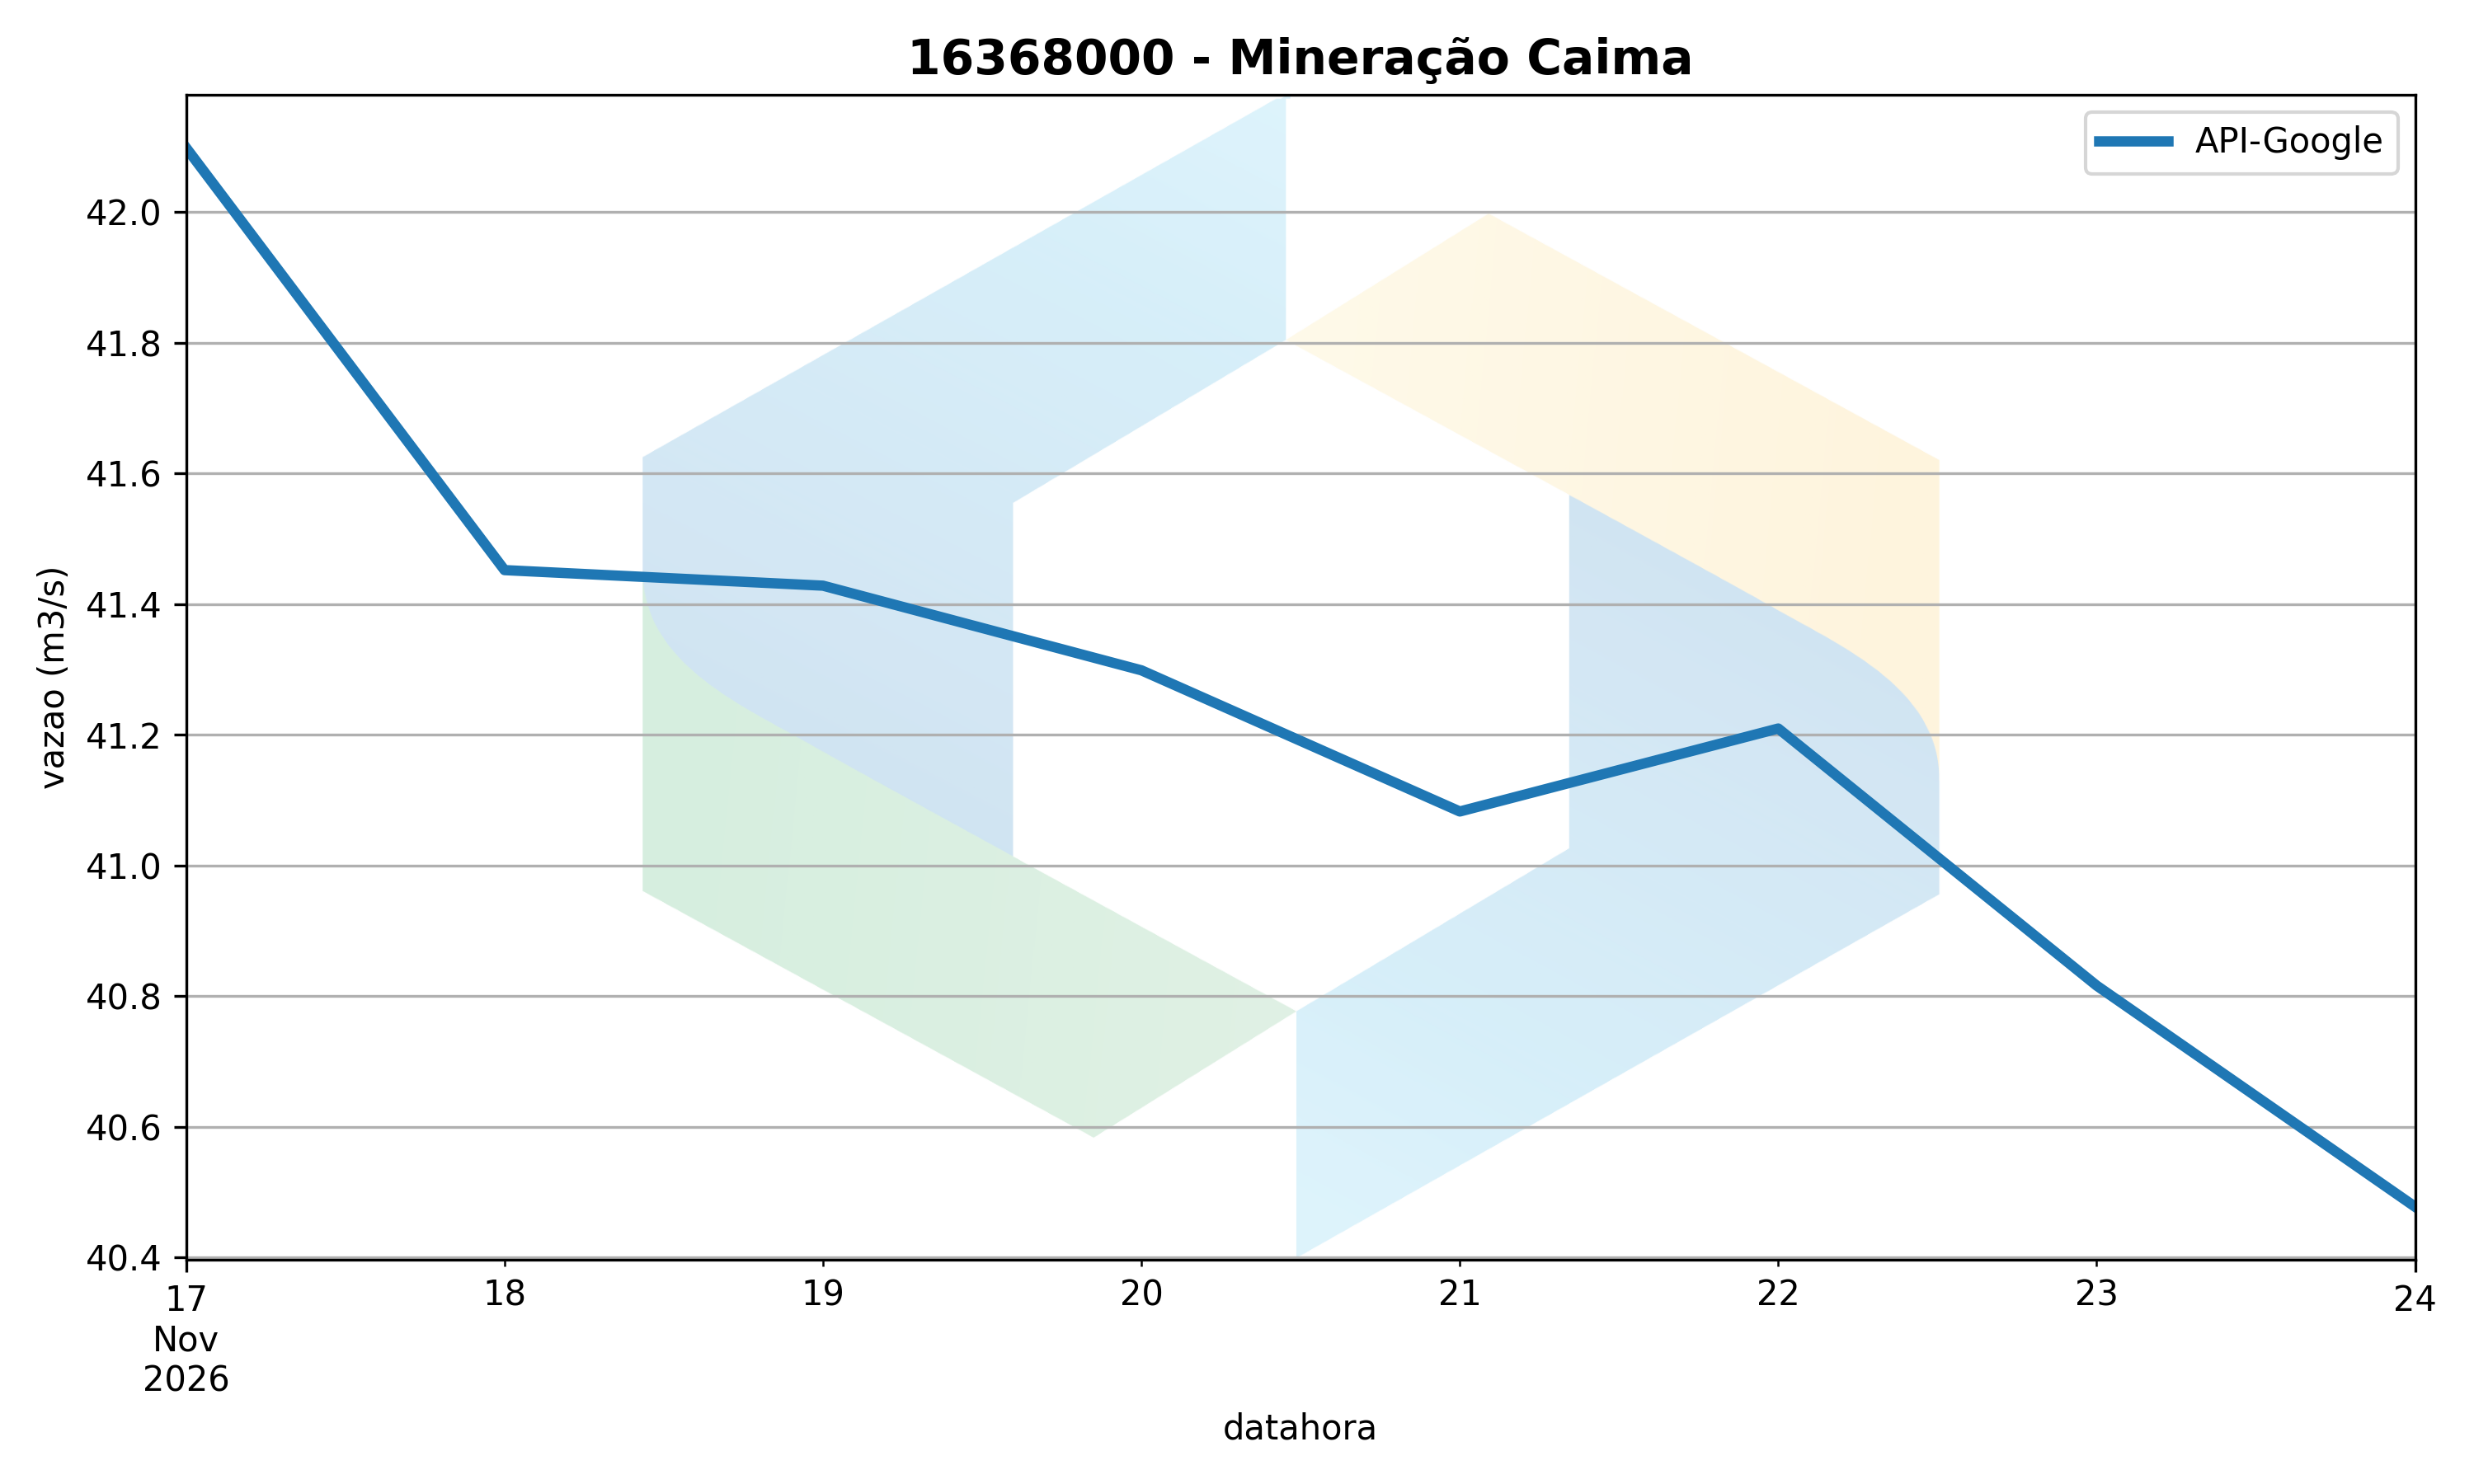 16368000 - Mineração Caima
API-Google
42.0
41.8
41.6
41.4
41.2
41.0
40.8
40.6
40.4
vazao (m3/s)
17 18 19 20 21 22 23 24
Nov
2026
datahora